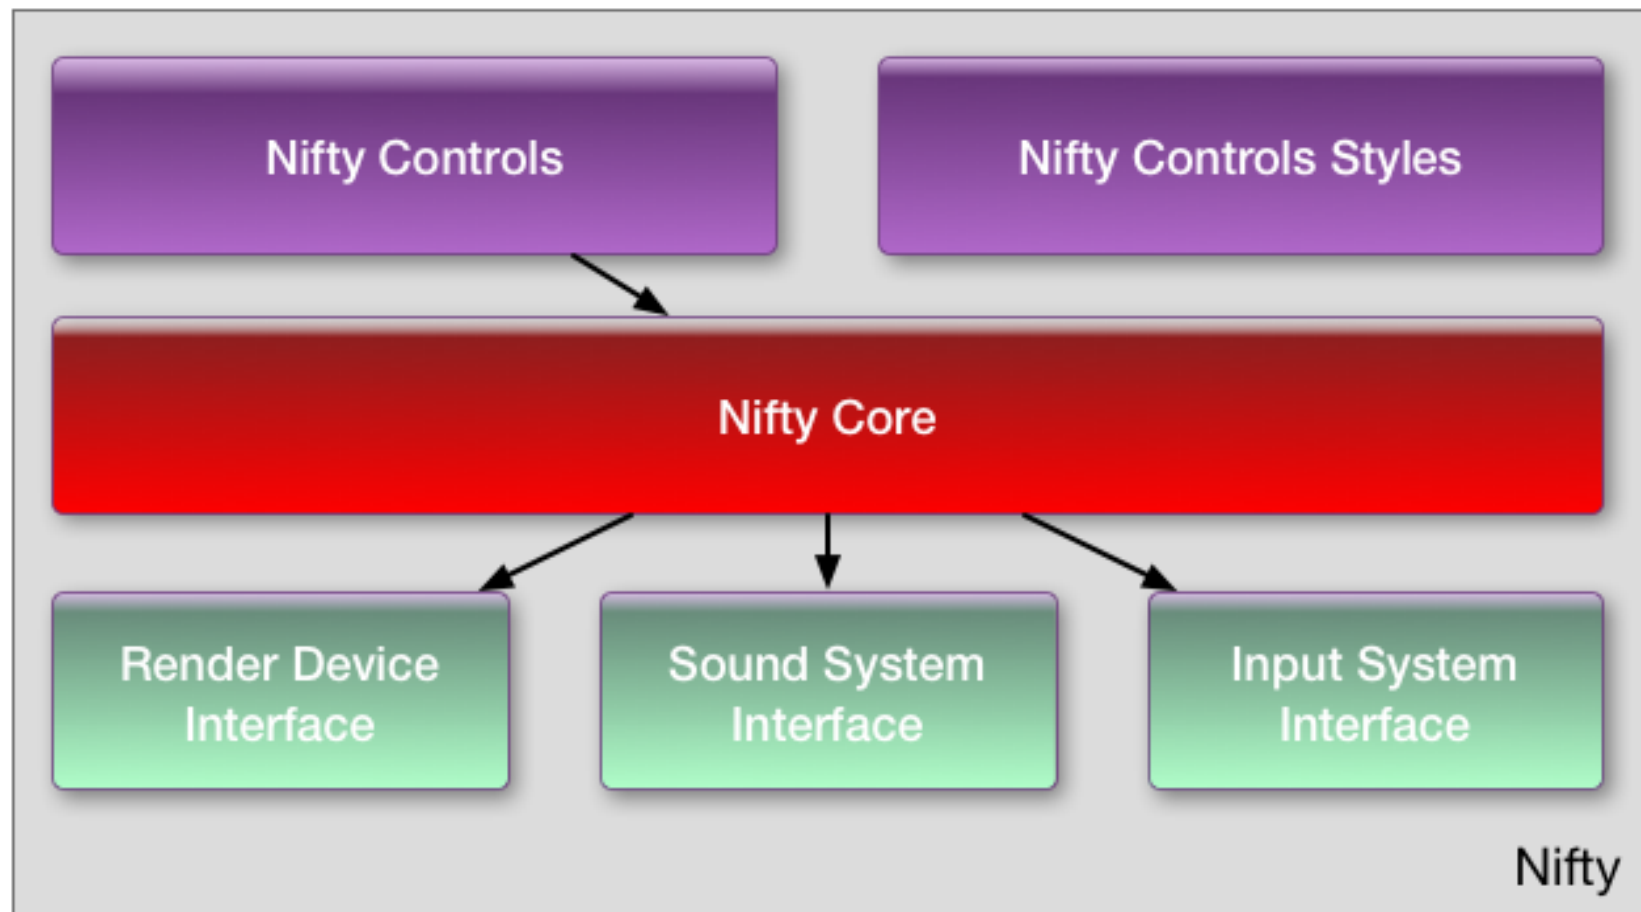 Nifty Controls
Nifty Controls Styles
Nifty Core
Render Device
Interface
Sound System
Interface
Input System
Interface
Nifty